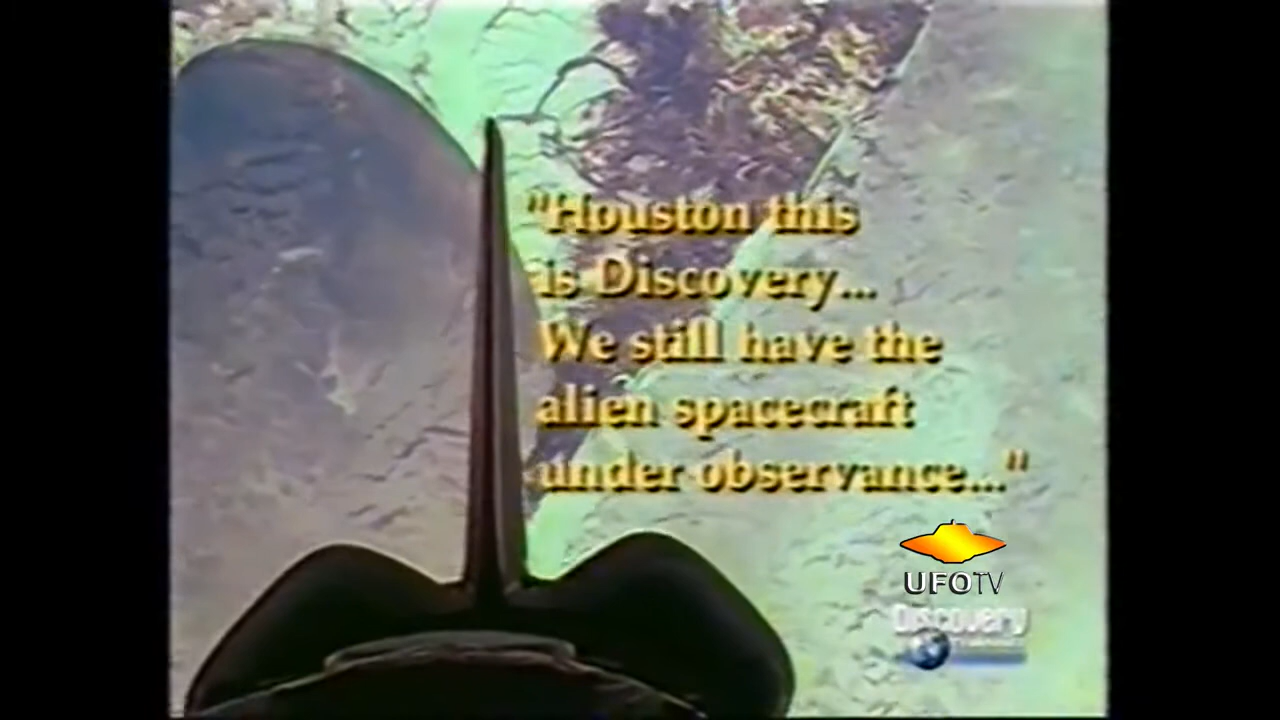 "Houston this
is Discovery...
We still have the
alien spacecraft
under observance..."
UFOTV
Discovery